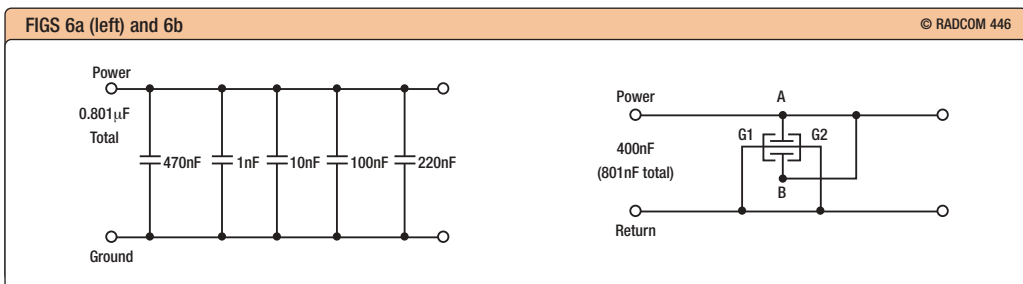 FIGS 6a (left) and 6b
© RADCOM 446
Power
0.801µF
Total
470nF
1nF
10nF
100nF
220nF
Ground
Power
A
G1
G2
400nF
(801nF total)
B
Return